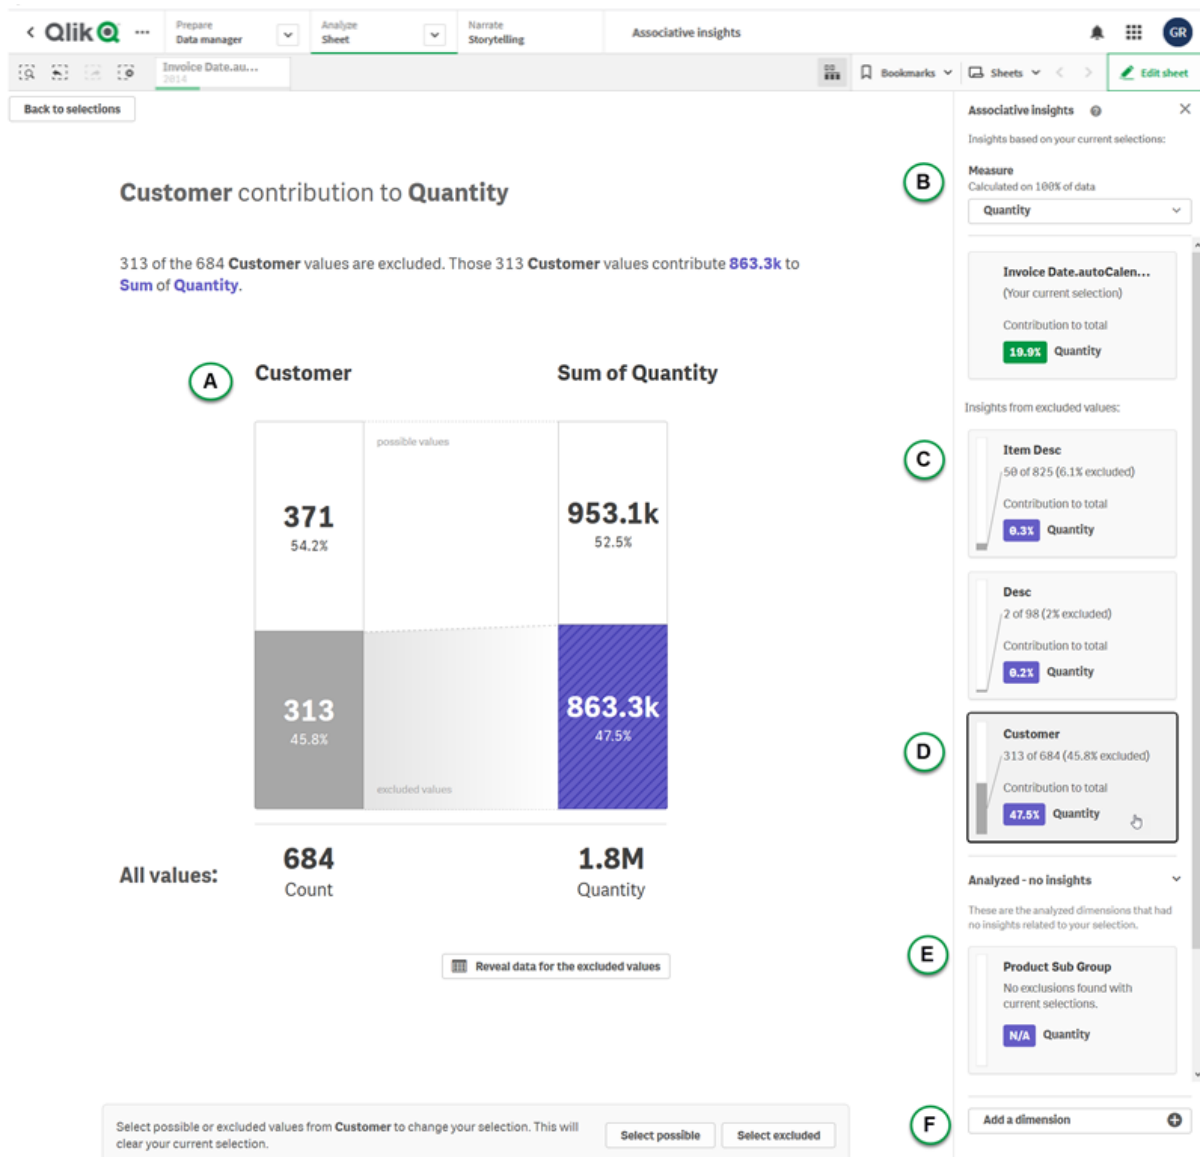 Qlik
Prepare
Data manager
Analyze
Sheet
Narrate
Storytelling
Associative insights
GR
Invoice Date.au...
2014
Bookmarks
Sheets
Edit sheet
Back to selections
Customer contribution to Quantity
313 of the 684 Customer values are excluded. Those 313 Customer values contribute 863.3k to
Sum of Quantity.
A
Customer
Sum of Quantity
possible values
371
54.2%
953.1k
52.5%
313
45.8%
863.3k
47.5%
excluded values
All values:
684
Count
1.8M
Quantity
Reveal data for the excluded values
Select possible or excluded values from Customer to change your selection. This will
clear your current selection.
Select possible
Select excluded
Associative insights
Insights based on your current selections:
B
Measure
Calculated on 100% of data
Quantity
Invoice Date.autoCalen...
(Your current selection)
Contribution to total
19.9% Quantity
Insights from excluded values:
C
Item Desc
50 of 825 (6.1% excluded)
Contribution to total
0.3% Quantity
Desc
2 of 98 (2% excluded)
Contribution to total
0.2% Quantity
D
Customer
313 of 684 (45.8% excluded)
Contribution to total
47.5% Quantity
Analyzed - no insights
These are the analyzed dimensions that had
no insights related to your selection.
E
Product Sub Group
No exclusions found with
current selections.
N/A Quantity
F
Add a dimension